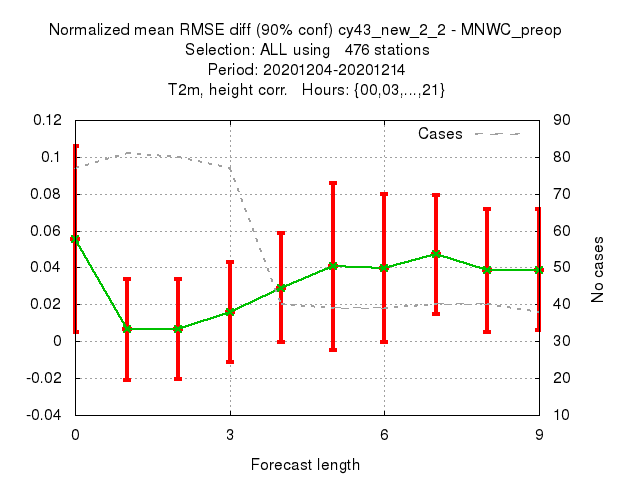 Normalized mean RMSE diff (90% conf) cy43_new_2_2 - MNWC_preop
Selection: ALL using   476 stations
Period: 20201204-20201214
T2m, height corr.   Hours: {00,03,...,21}
0.12
0.1
0.08
0.06
0.04
0.02
0
-0.02
-0.04
Cases
90
80
70
60
50
40
30
20
10
No cases
0 3 6 9
Forecast length